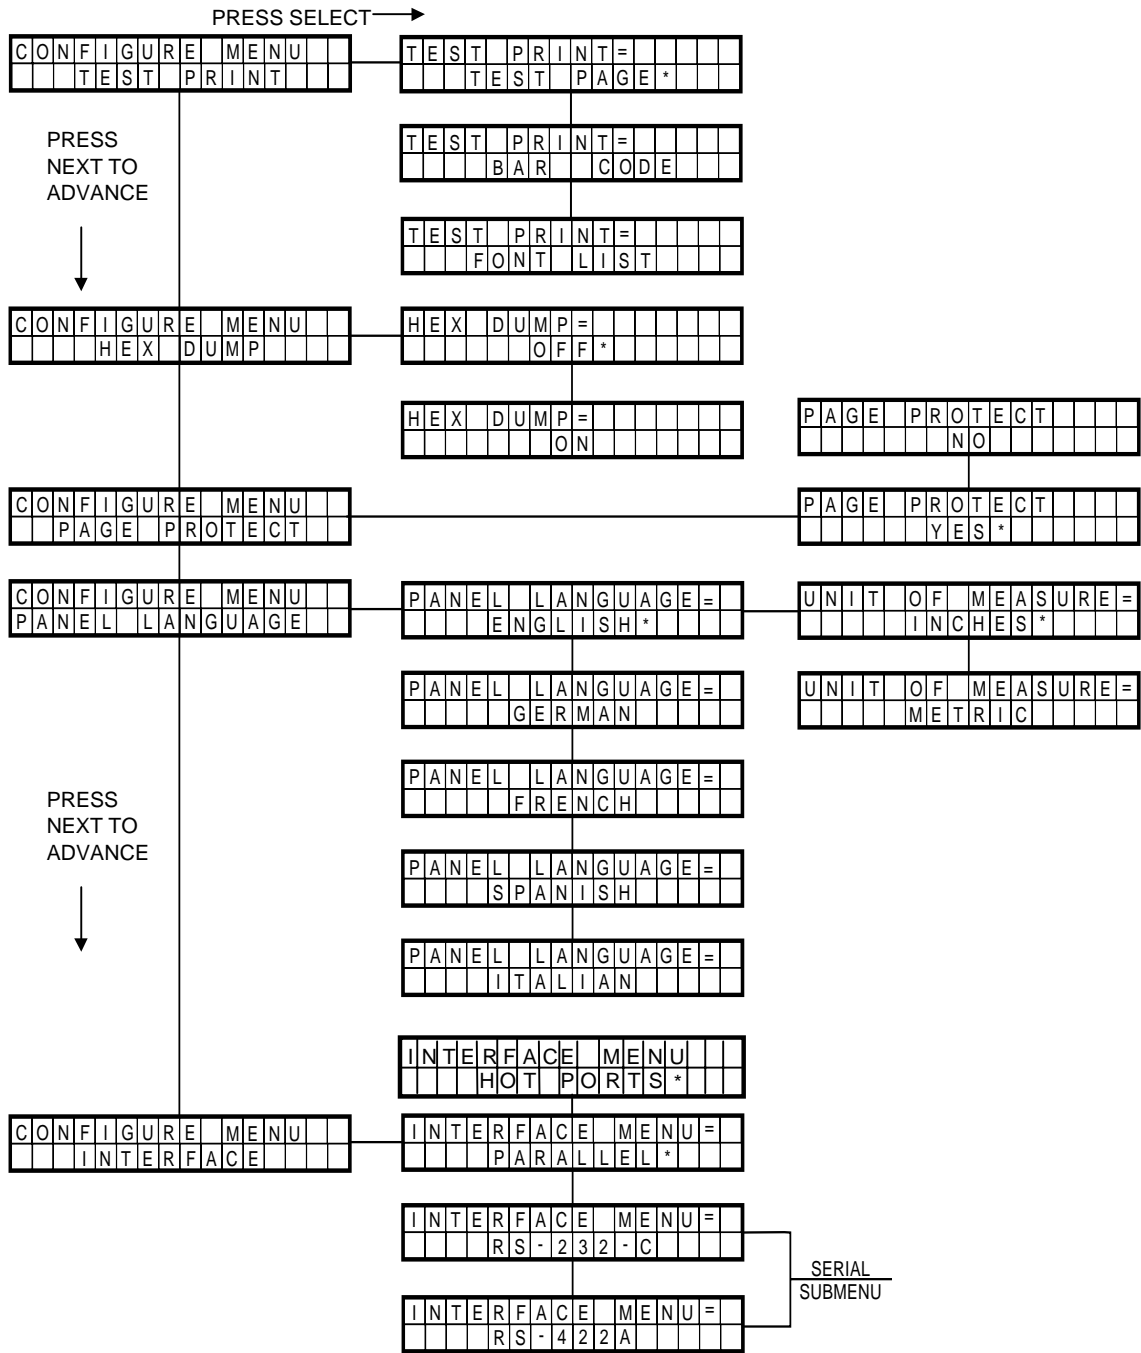 PRESS SELECT
CONFIGURE MENU
TEST PRINT
TEST PRINT=
TEST PAGE*
PRESS
NEXT TO
ADVANCE
TEST PRINT=
BAR CODE
TEST PRINT=
FONT LIST
CONFIGURE MENU
HEX DUMP
HEX DUMP=
OFF*
HEX DUMP=
ON
PAGE PROTECT
NO
CONFIGURE MENU
PAGE PROTECT
PAGE PROTECT
YES*
CONFIGURE MENU
PANEL LANGUAGE
PANEL LANGUAGE=
ENGLISH*
UNIT OF MEASURE=
INCHES*
PANEL LANGUAGE=
GERMAN
UNIT OF MEASURE=
METRIC
PRESS
NEXT TO
ADVANCE
PANEL LANGUAGE=
FRENCH
PANEL LANGUAGE=
SPANISH
PANEL LANGUAGE=
ITALIAN
INTERFACE MENU
HOT PORTS*
CONFIGURE MENU
INTERFACE
INTERFACE MENU=
PARALLEL*
INTERFACE MENU=
RS-232-C
SERIAL
SUBMENU
INTERFACE MENU=
RS-422A